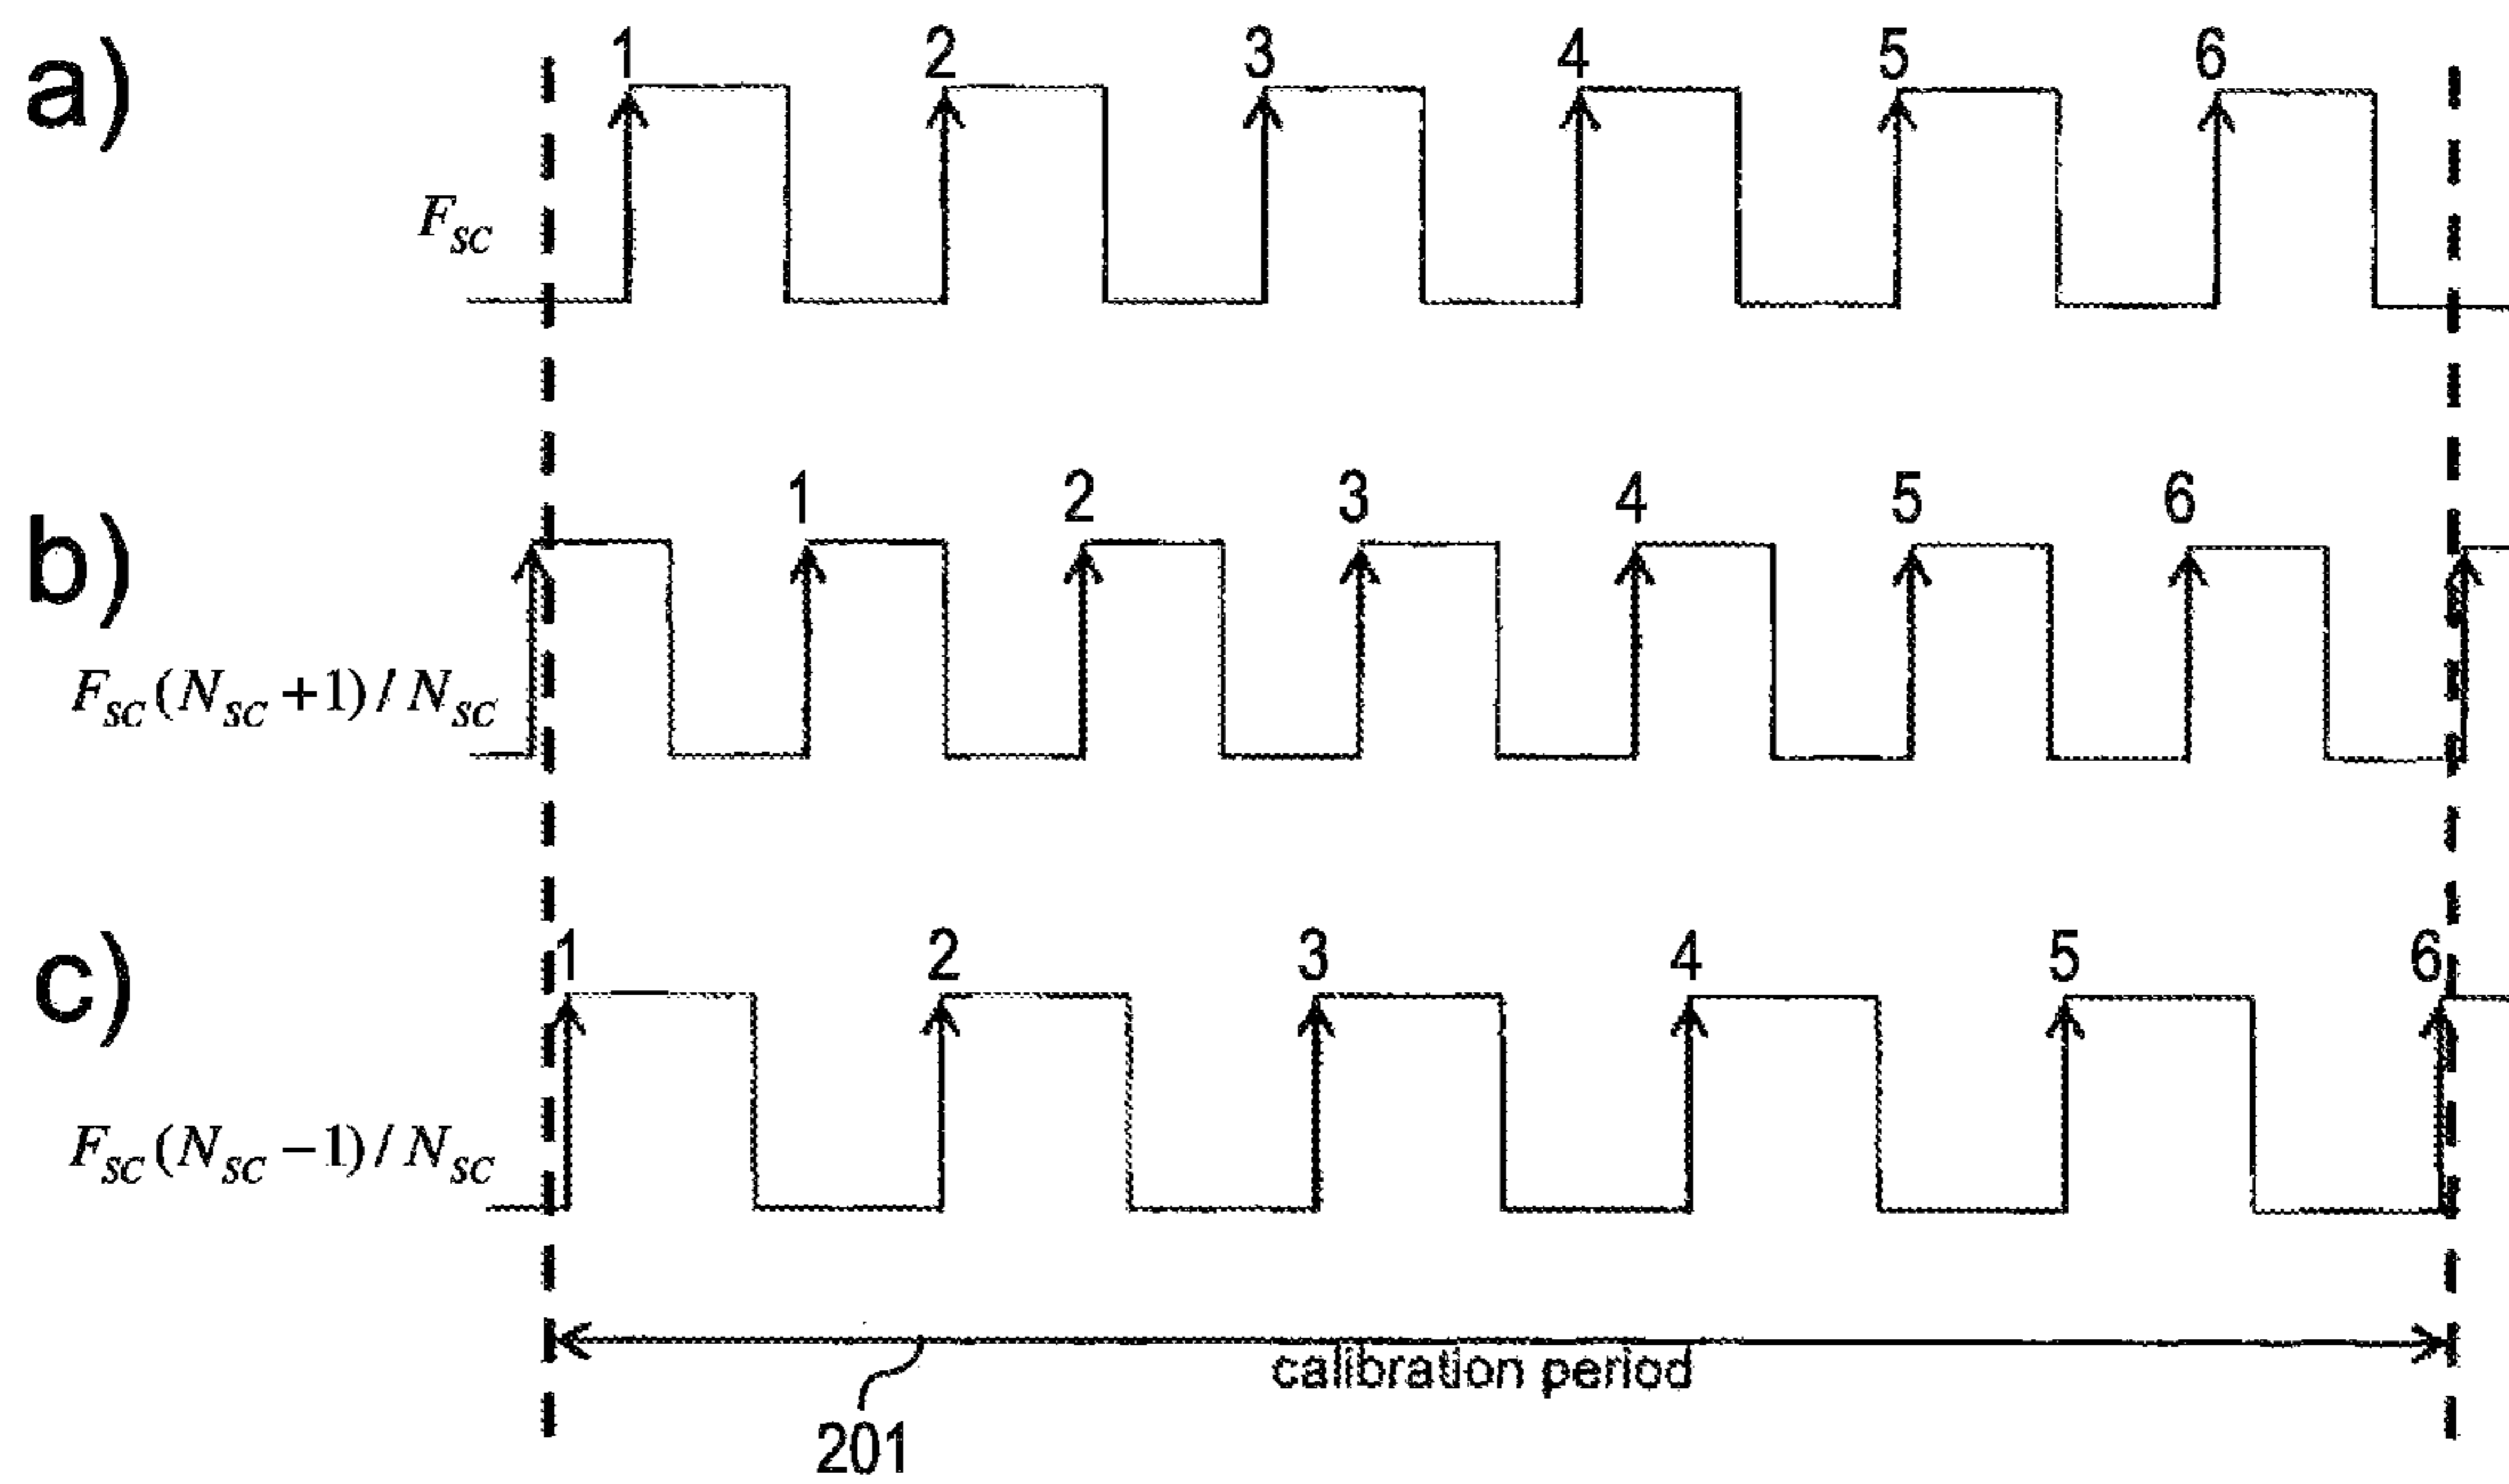 a)
1 2 3 4 5 6
F_SC
b)
1 2 3 4 5 6
F_SC (N_SC +1) / N_SC
c)
1 2 3 4 5 6
F_SC (N_SC −1) / N_SC
calibration period
201